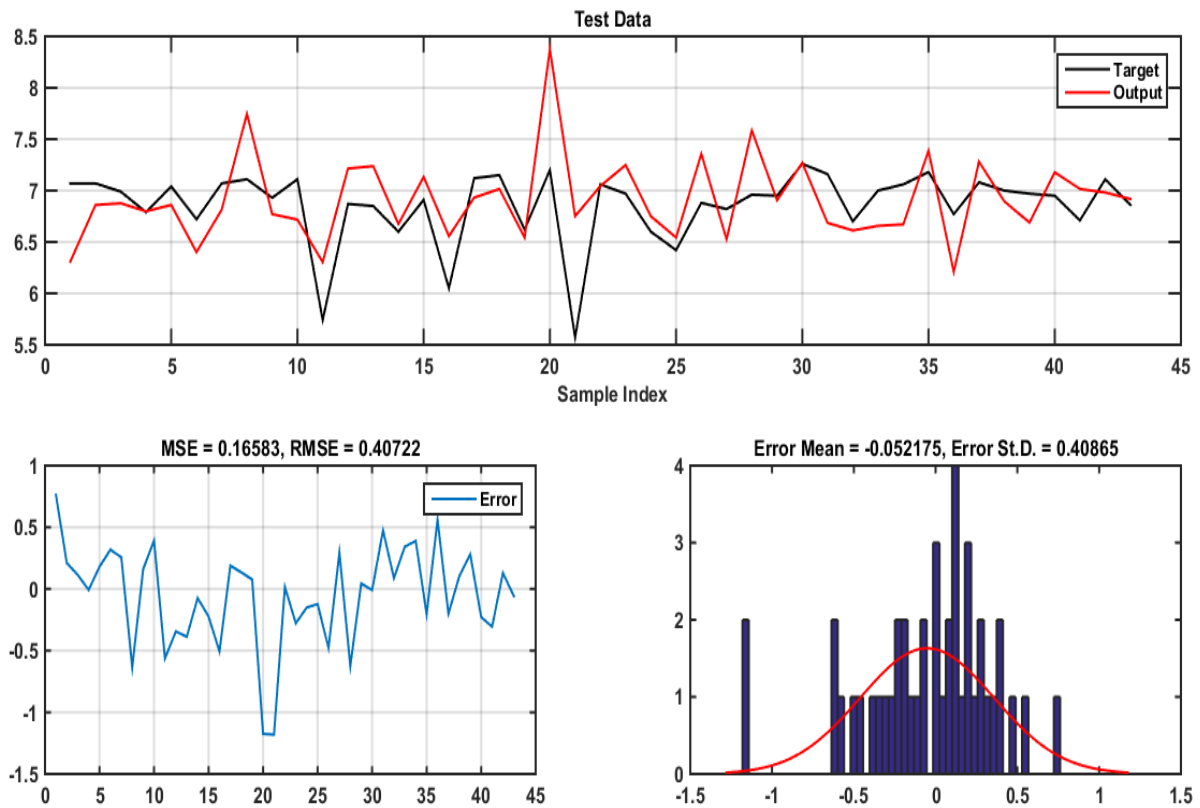 Test Data
8.5
8
7.5
7
6.5
6
5.5
Target
Output
0 5 10 15 20 25 30 35 40 45
Sample Index
MSE = 0.16583, RMSE = 0.40722
1
0.5
0
-0.5
-1
-1.5
Error
0 5 10 15 20 25 30 35 40 45
Error Mean = -0.052175, Error St.D. = 0.40865
4
3
2
1
0
-1.5 -1 -0.5 0 0.5 1 1.5